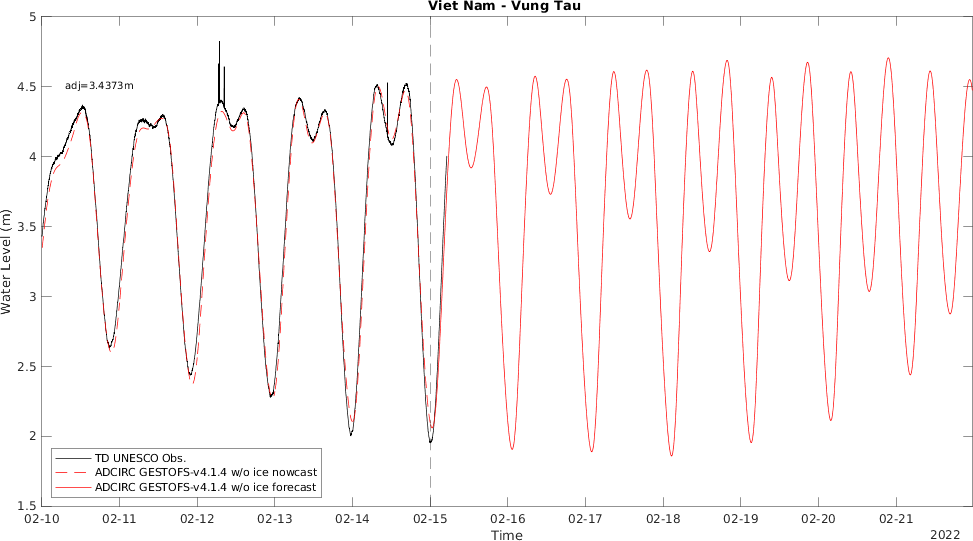 Viet Nam - Vung Tau
5
4.5
4
3.5
3
2.5
2
1.5
Water Level (m)
adj=3.4373m
TD UNESCO Obs.
ADCIRC GESTOFS-v4.1.4 w/o ice nowcast
ADCIRC GESTOFS-v4.1.4 w/o ice forecast
02-10 02-11 02-12 02-13 02-14 02-15 02-16 02-17 02-18 02-19 02-20 02-21
Time
2022